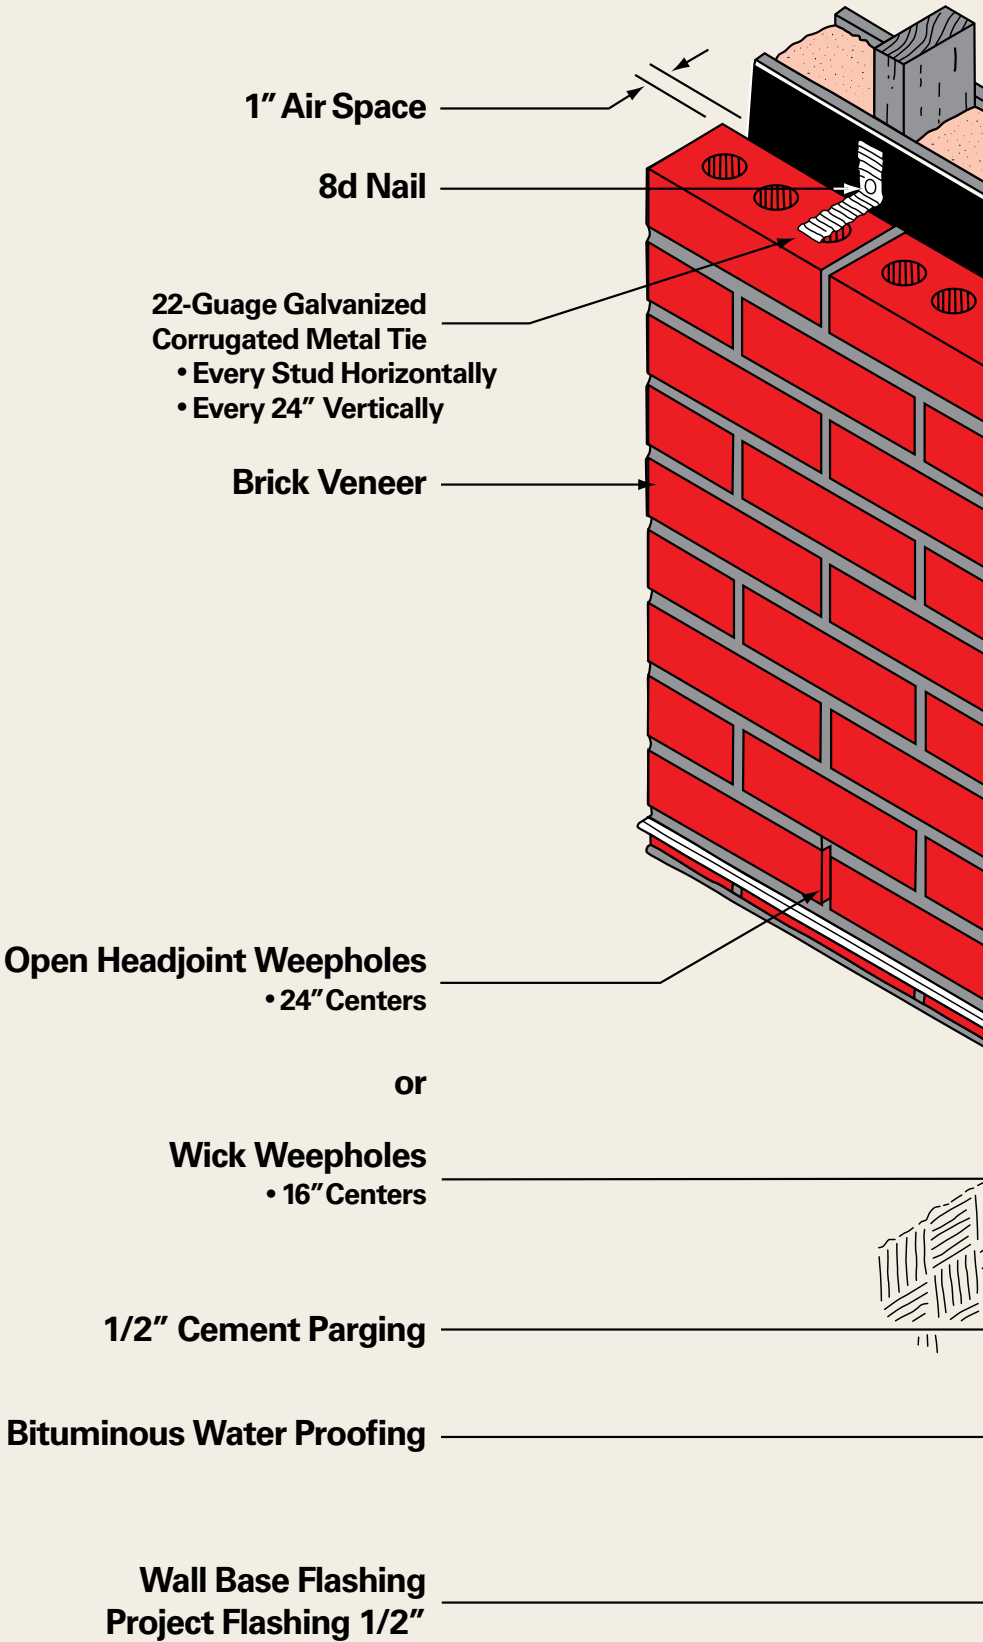 1″ Air Space
8d Nail
22-Guage Galvanized
Corrugated Metal Tie
• Every Stud Horizontally
• Every 24″ Vertically
Brick Veneer
Open Headjoint Weepholes
• 24″ Centers
or
Wick Weepholes
• 16″ Centers
1/2″ Cement Parging
Bituminous Water Proofing
Wall Base Flashing
Project Flashing 1/2″